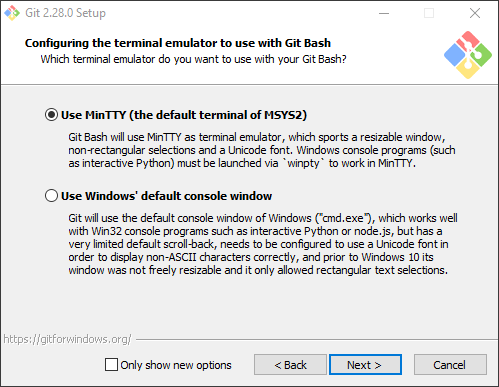 Git 2.28.0 Setup
Configuring the terminal emulator to use with Git Bash
Which terminal emulator do you want to use with your Git Bash?
Use MinTTY (the default terminal of MSYS2)
Git Bash will use MinTTY as terminal emulator, which sports a resizable window,
non-rectangular selections and a Unicode font. Windows console programs (such
as interactive Python) must be launched via `winpty` to work in MinTTY.
Use Windows' default console window
Git will use the default console window of Windows ("cmd.exe"), which works well
with Win32 console programs such as interactive Python or node.js, but has a
very limited default scroll-back, needs to be configured to use a Unicode font in
order to display non-ASCII characters correctly, and prior to Windows 10 its
window was not freely resizable and it only allowed rectangular text selections.
https://gitforwindows.org/
Only show new options
< Back
Next >
Cancel